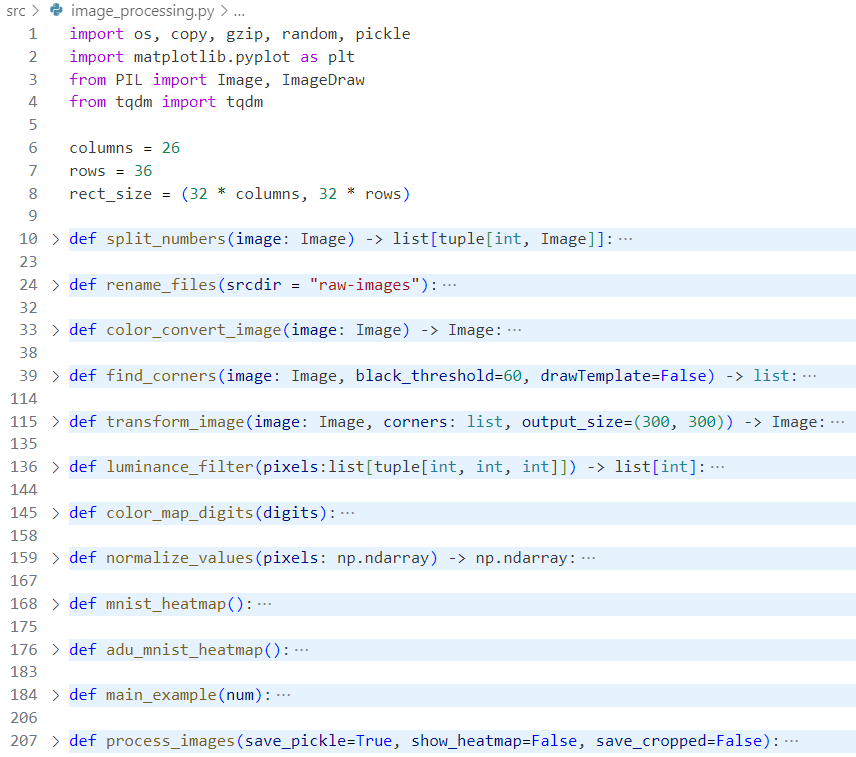 src > image_processing.py > ...
1 import os, copy, gzip, random, pickle
2 import matplotlib.pyplot as plt
3 from PIL import Image, ImageDraw
4 from tqdm import tqdm
5
6 columns = 26
7 rows = 36
8 rect_size = (32 * columns, 32 * rows)
9
10 > def split_numbers(image: Image) -> list[tuple[int, Image]]: ···
23
24 > def rename_files(srcdir = "raw-images"): ···
32
33 > def color_convert_image(image: Image) -> Image: ···
38
39 > def find_corners(image: Image, black_threshold=60, drawTemplate=False) -> list: ···
114
115 > def transform_image(image: Image, corners: list, output_size=(300, 300)) -> Image: ···
135
136 > def luminance_filter(pixels:list[tuple[int, int, int]]) -> list[int]: ···
144
145 > def color_map_digits(digits): ···
158
159 > def normalize_values(pixels: np.ndarray) -> np.ndarray: ···
167
168 > def mnist_heatmap(): ···
175
176 > def adu_mnist_heatmap(): ···
183
184 > def main_example(num): ···
206
207 > def process_images(save_pickle=True, show_heatmap=False, save_cropped=False): ···